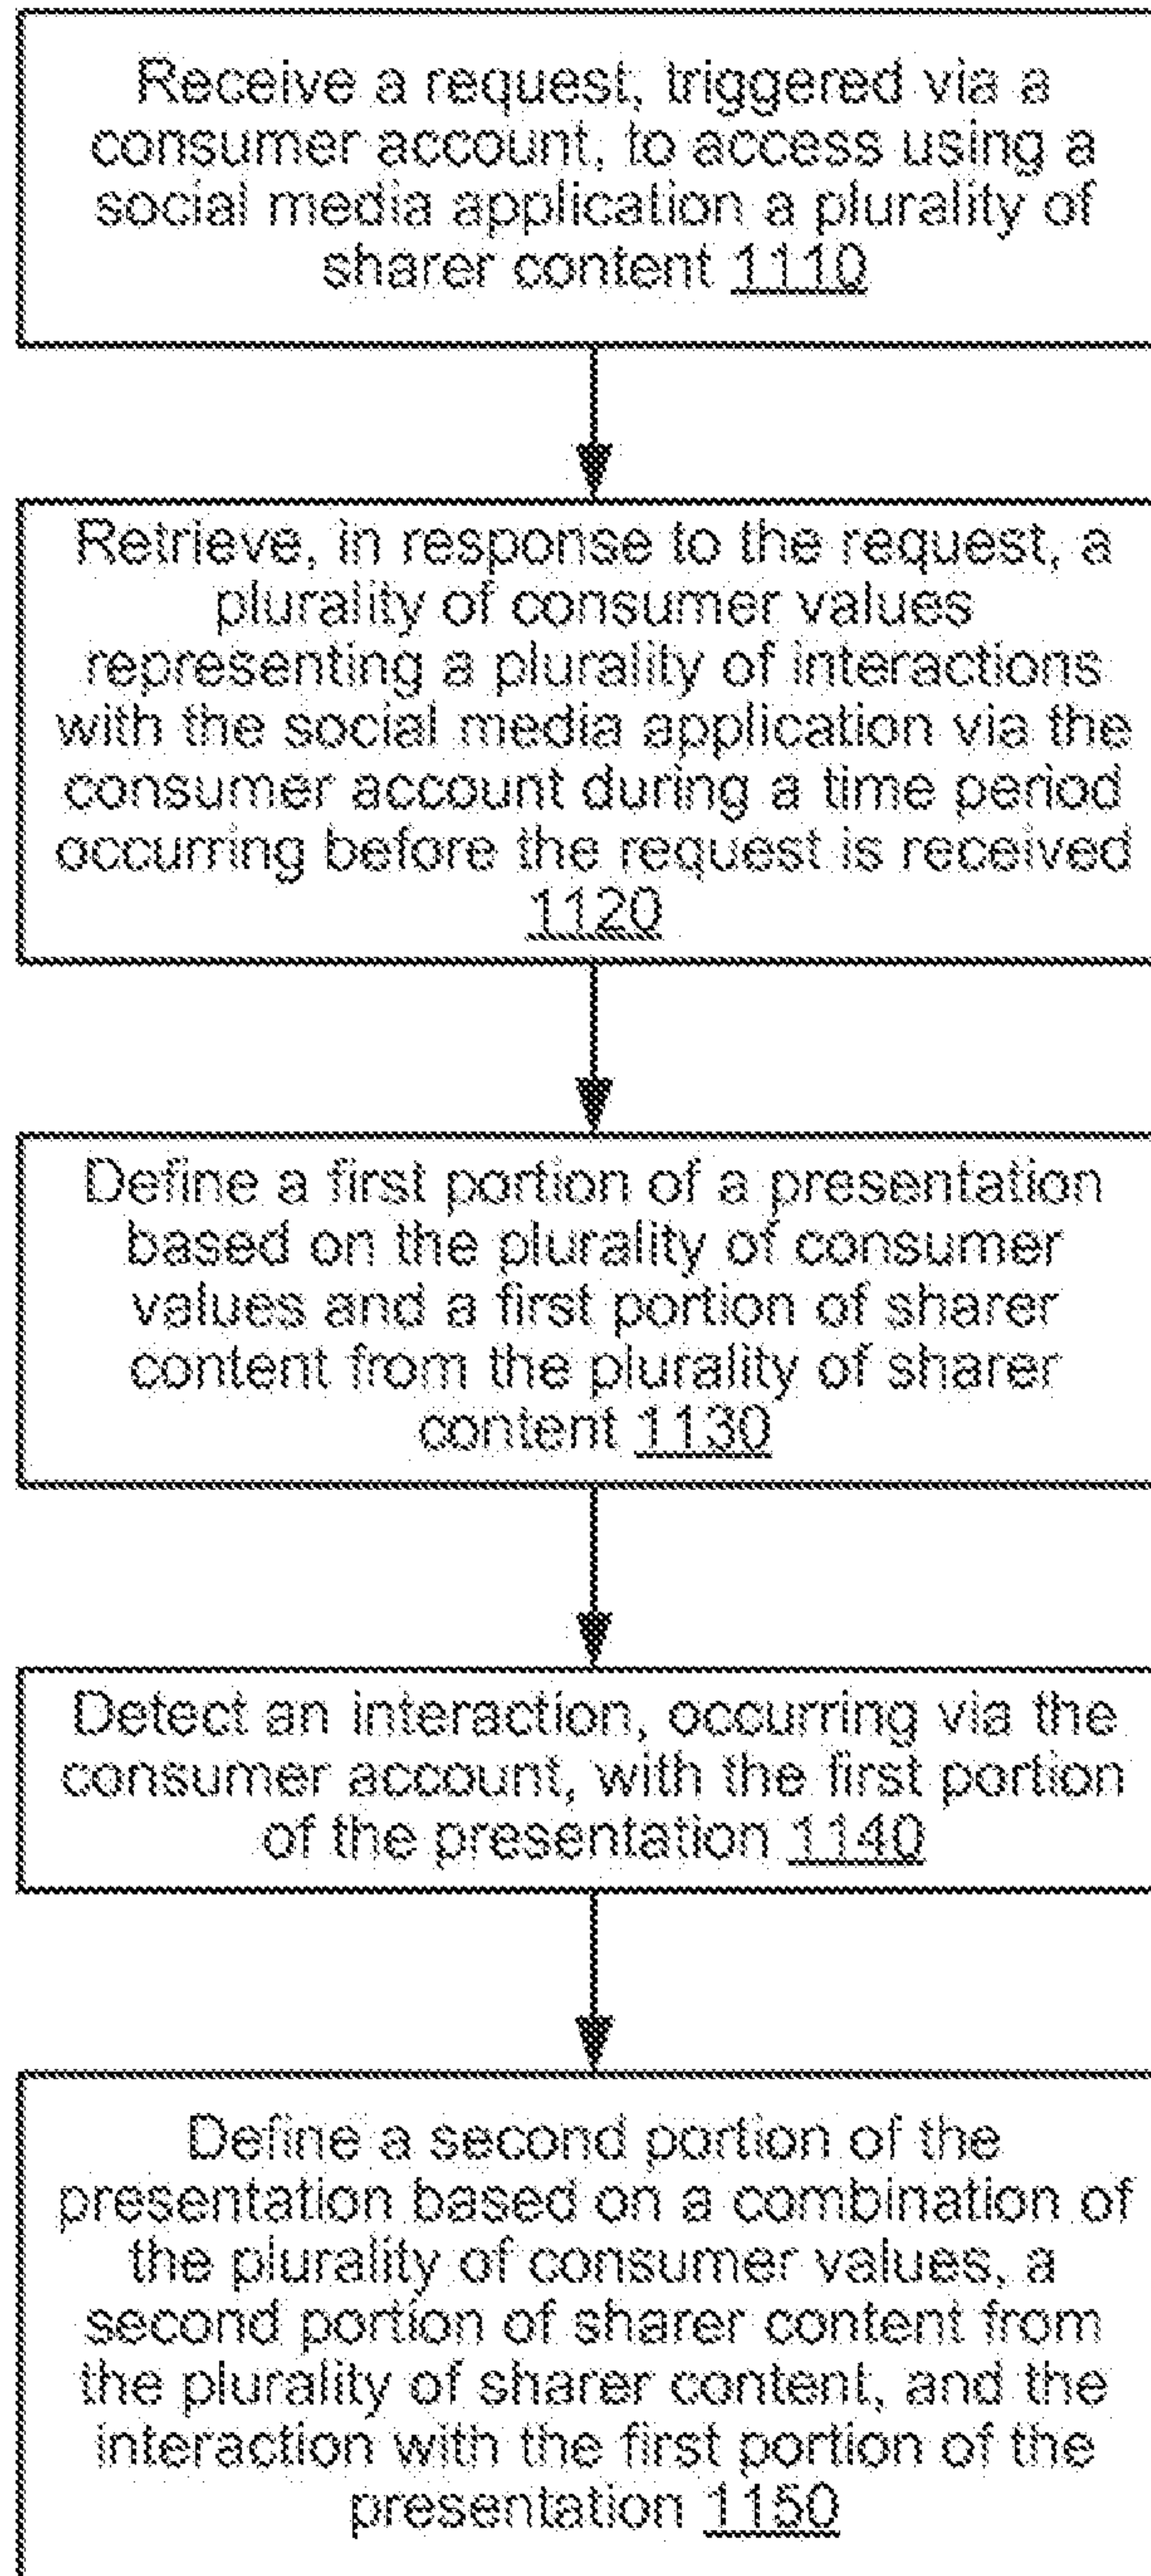 Receive a request, triggered via a
consumer account, to access using a
social media application a plurality of
sharer content 1110
Retrieve, in response to the request, a
plurality of consumer values
representing a plurality of interactions
with the social media application via the
consumer account during a time period
occurring before the request is received
1120
Define a first portion of a presentation
based on the plurality of consumer
values and a first portion of sharer
content from the plurality of sharer
content 1130
Detect an interaction, occurring via the
consumer account, with the first portion
of the presentation 1140
Define a second portion of the
presentation based on a combination of
the plurality of consumer values, a
second portion of sharer content from
the plurality of sharer content, and the
interaction with the first portion of the
presentation 1150